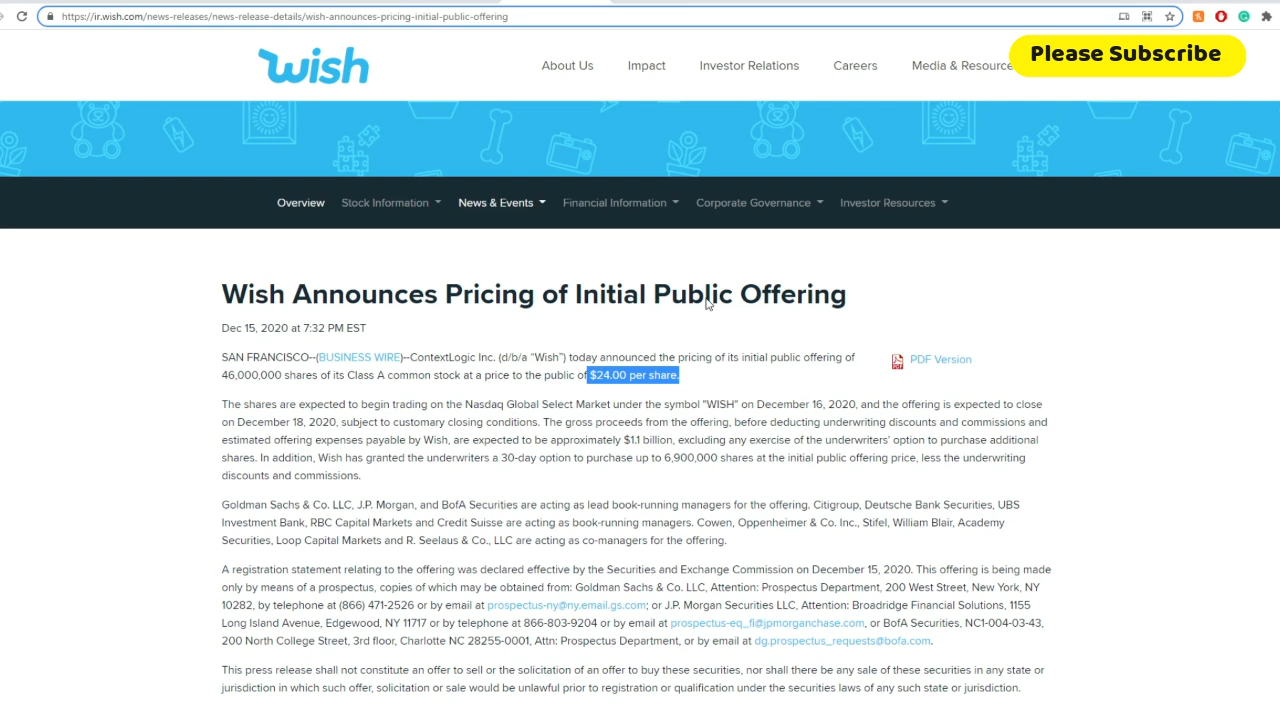 https://ir.wish.com/news-releases/news-release-details/wish-announces-pricing-initial-public-offering
Please Subscribe
wish
About Us Impact Investor Relations Careers Media & Resource
Overview Stock Information News & Events Financial Information Corporate Governance Investor Resources
Wish Announces Pricing of Initial Public Offering
Dec 15, 2020 at 7:32 PM EST
SAN FRANCISCO--(BUSINESS WIRE)--ContextLogic Inc. (d/b/a "Wish") today announced the pricing of its initial public offering of
46,000,000 shares of its Class A common stock at a price to the public of $24.00 per share.
PDF Version
The shares are expected to begin trading on the Nasdaq Global Select Market under the symbol "WISH" on December 16, 2020, and the offering is expected to close
on December 18, 2020, subject to customary closing conditions. The gross proceeds from the offering, before deducting underwriting discounts and commissions and
estimated offering expenses payable by Wish, are expected to be approximately $1.1 billion, excluding any exercise of the underwriters' option to purchase additional
shares. In addition, Wish has granted the underwriters a 30-day option to purchase up to 6,900,000 shares at the initial public offering price, less the underwriting
discounts and commissions.
Goldman Sachs & Co. LLC, J.P. Morgan, and BofA Securities are acting as lead book-running managers for the offering. Citigroup, Deutsche Bank Securities, UBS
Investment Bank, RBC Capital Markets and Credit Suisse are acting as book-running managers. Cowen, Oppenheimer & Co. Inc., Stifel, William Blair, Academy
Securities, Loop Capital Markets and R. Seelaus & Co., LLC are acting as co-managers for the offering.
A registration statement relating to the offering was declared effective by the Securities and Exchange Commission on December 15, 2020. This offering is being made
only by means of a prospectus, copies of which may be obtained from: Goldman Sachs & Co. LLC, Attention: Prospectus Department, 200 West Street, New York, NY
10282, by telephone at (866) 471-2526 or by email at prospectus-ny@ny.email.gs.com; or J.P. Morgan Securities LLC, Attention: Broadridge Financial Solutions, 1155
Long Island Avenue, Edgewood, NY 11717 or by telephone at 866-803-9204 or by email at prospectus-eq_fi@jpmorganchase.com, or BofA Securities, NC1-004-03-43,
200 North College Street, 3rd floor, Charlotte NC 28255-0001, Attn: Prospectus Department, or by email at dg.prospectus_requests@bofa.com.
This press release shall not constitute an offer to sell or the solicitation of an offer to buy these securities, nor shall there be any sale of these securities in any state or
jurisdiction in which such offer, solicitation or sale would be unlawful prior to registration or qualification under the securities laws of any such state or jurisdiction.